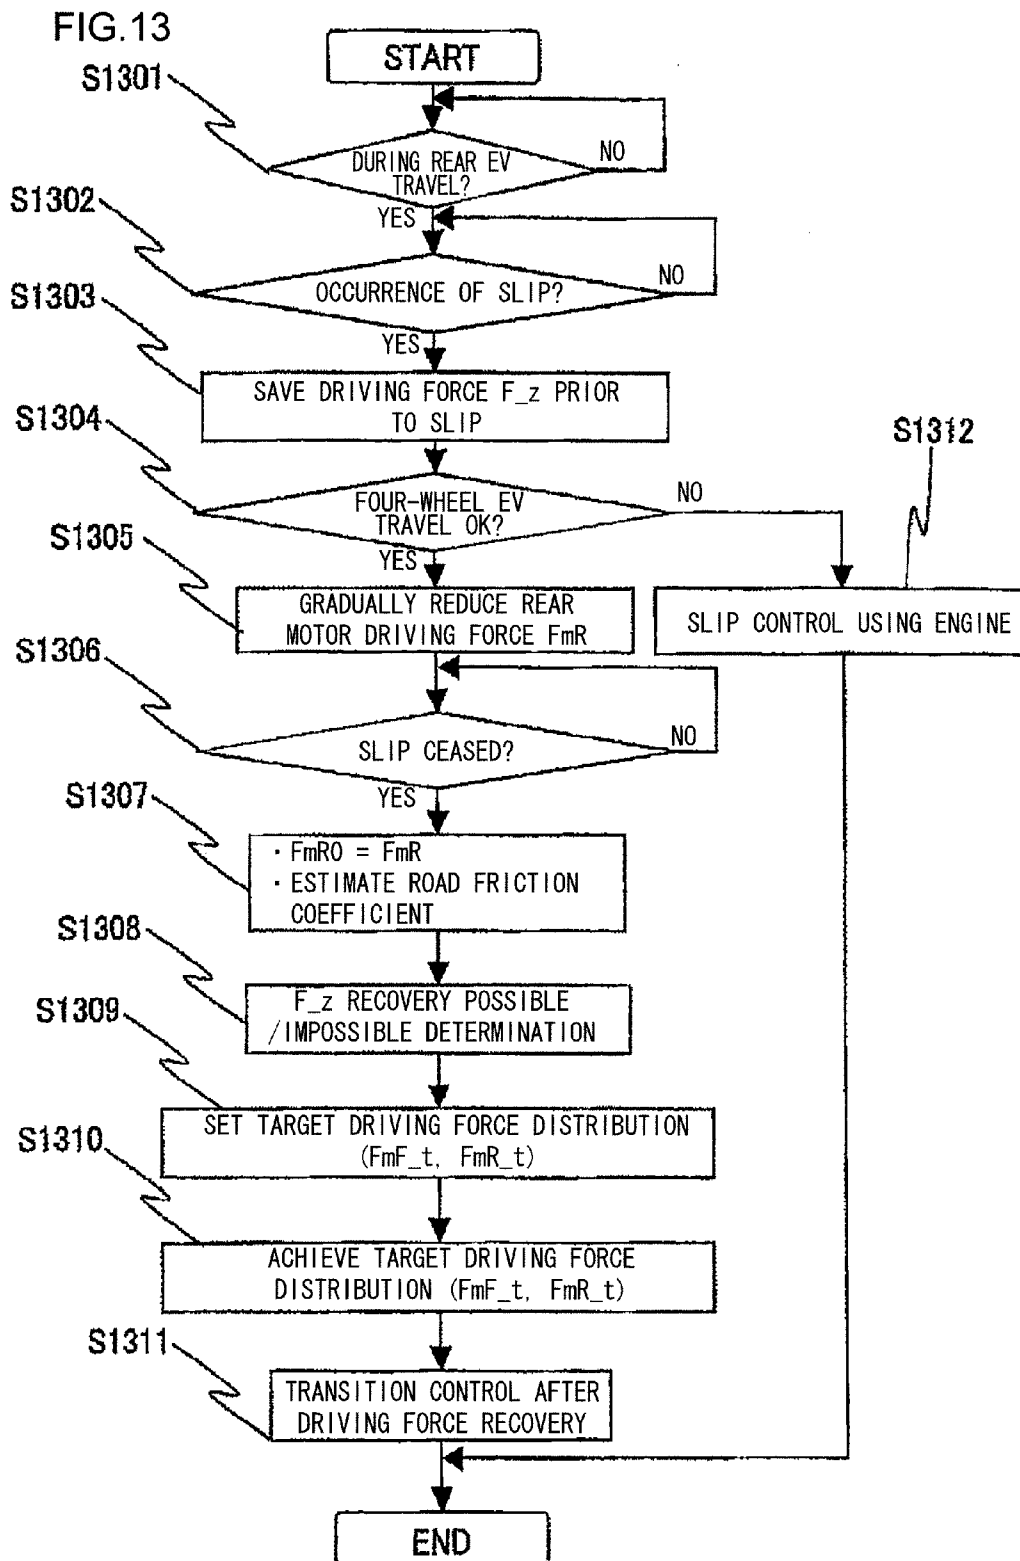 FIG.13
START
S1301
DURING REAR EV
TRAVEL?
NO
YES
S1302
OCCURRENCE OF SLIP?
NO
YES
S1303
SAVE DRIVING FORCE F_z PRIOR
TO SLIP
S1304
FOUR-WHEEL EV
TRAVEL OK?
NO
YES
S1312
SLIP CONTROL USING ENGINE
S1305
GRADUALLY REDUCE REAR
MOTOR DRIVING FORCE FmR
S1306
SLIP CEASED?
NO
YES
S1307
・FmR0 = FmR
・ESTIMATE ROAD FRICTION
COEFFICIENT
S1308
F_z RECOVERY POSSIBLE
/IMPOSSIBLE DETERMINATION
S1309
SET TARGET DRIVING FORCE DISTRIBUTION
(FmF_t, FmR_t)
S1310
ACHIEVE TARGET DRIVING FORCE
DISTRIBUTION (FmF_t, FmR_t)
S1311
TRANSITION CONTROL AFTER
DRIVING FORCE RECOVERY
END